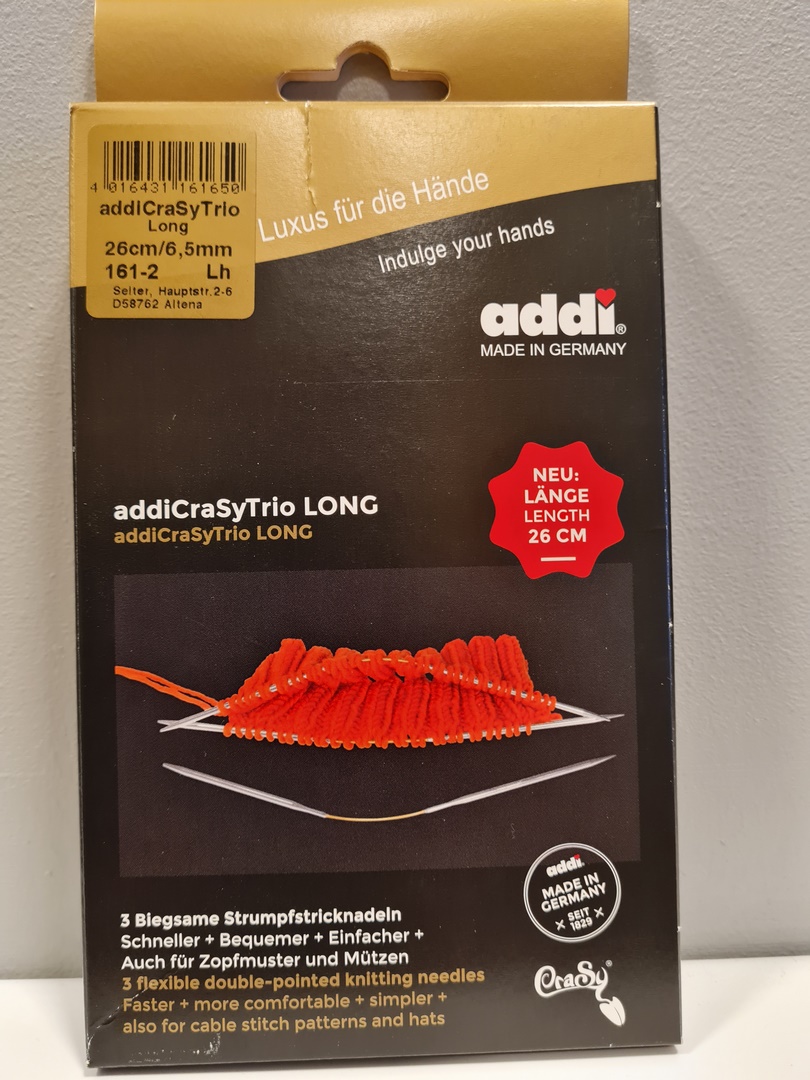 4 016431 161650
addiCraSyTrio
Long
26cm/6,5mm
161-2 Lh
Selter, Hauptstr.2-6
D58762 Altena
Luxus für die Hände
Indulge your hands
addi®
MADE IN GERMANY
NEU:
LÄNGE
LENGTH
26 CM
addiCraSyTrio LONG
addiCraSyTrio LONG
addi
MADE IN
GERMANY
SEIT
1829
3 Biegsame Strumpfstricknadeln
Schneller + Bequemer + Einfacher +
Auch für Zopfmuster und Mützen
3 flexible double-pointed knitting needles
Faster + more comfortable + simpler +
also for cable stitch patterns and hats
CraSy®